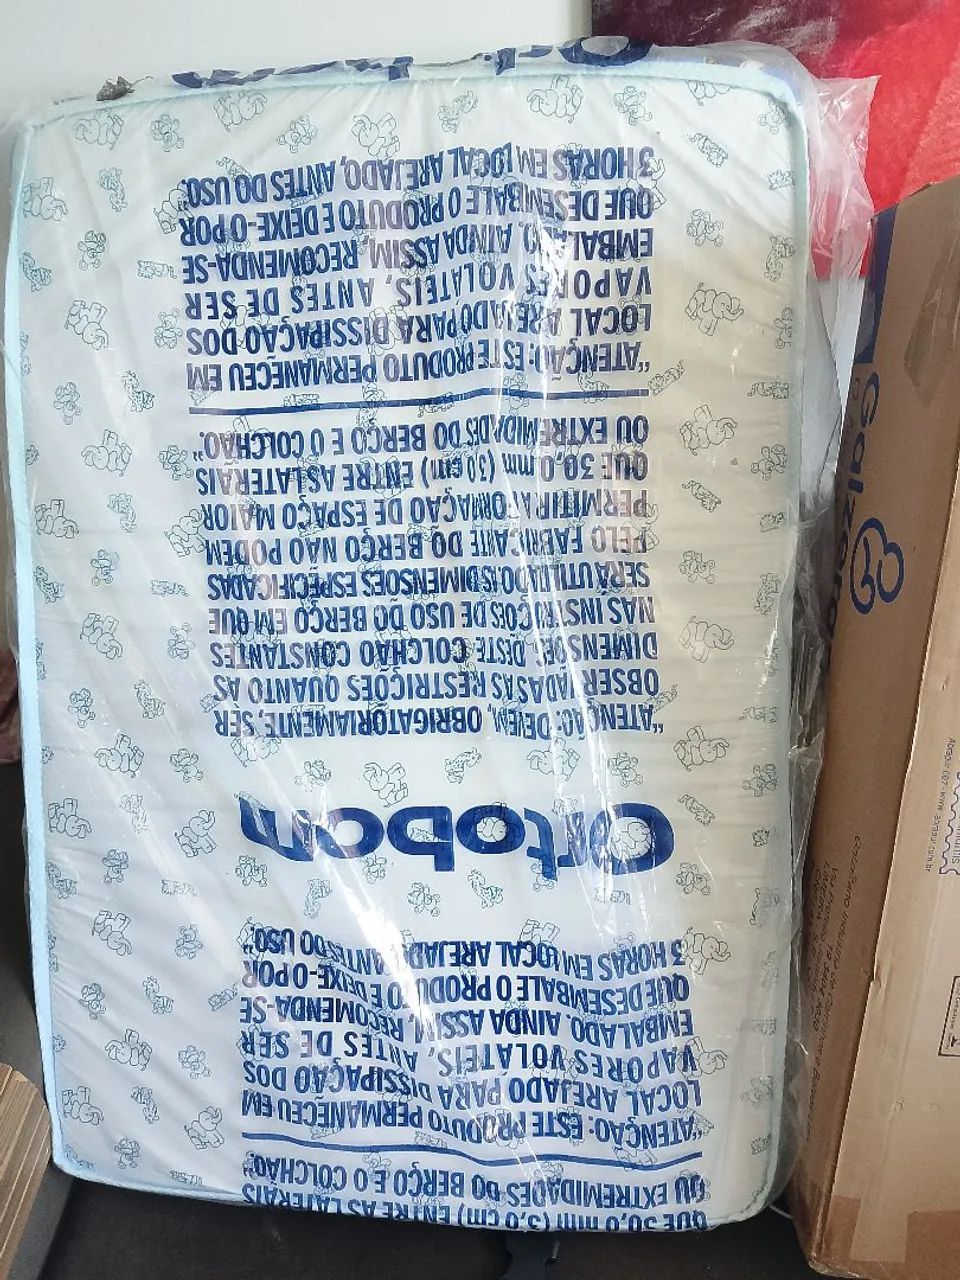 QUE 30,0 mm (3,0 cm) ENTRE AS LATERAIS
OU EXTREMIDADES DO BERÇO E O COLCHÃO.”
“ATENÇÃO: ESTE PRODUTO PERMANECEU EM
LOCAL AREJADO PARA DISSIPAÇÃO DOS
VAPORES VOLÁTEIS, ANTES DE SER
EMBALADO. AINDA ASSIM, RECOMENDA-SE
QUE DESEMBALE O PRODUTO E DEIXE-O POR
3 HORAS EM LOCAL AREJADO, ANTES DO USO.”
Ortobom
“ATENÇÃO: DEVEM, OBRIGATORIAMENTE, SER
OBSERVADAS AS RESTRIÇÕES QUANTO AS
DIMENSÕES DESTE COLCHÃO CONSTANTES
NAS INSTRUÇÕES DE USO DO BERÇO EM QUE
SERÁ UTILIZADO. AS DIMENSÕES ESPECIFICADAS
PELO FABRICANTE DO BERÇO NÃO PODEM
PERMITIR A FORMAÇÃO DE ESPAÇO MAIOR
QUE 30,0 mm (3,0 cm) ENTRE AS LATERAIS
OU EXTREMIDADES DO BERÇO E O COLCHÃO.”
“ATENÇÃO: ESTE PRODUTO PERMANECEU EM
LOCAL AREJADO PARA DISSIPAÇÃO DOS
VAPORES VOLÁTEIS, ANTES DE SER
EMBALADO. AINDA ASSIM, RECOMENDA-SE
QUE DESEMBALE O PRODUTO E DEIXE-O POR
3 HORAS EM LOCAL AREJADO, ANTES DO USO.”
Ortobom
Galzerano
Abrapur 007 - www.abrapur.com.br